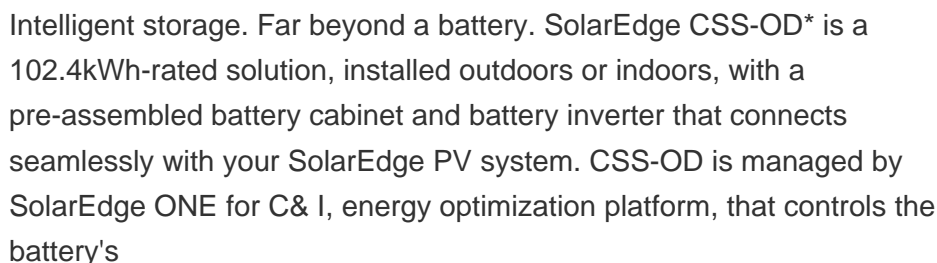 Intelligent storage. Far beyond a battery. SolarEdge CSS-OD* is a
102.4kWh-rated solution, installed outdoors or indoors, with a
pre-assembled battery cabinet and battery inverter that connects
seamlessly with your SolarEdge PV system. CSS-OD is managed by
SolarEdge ONE for C& I, energy optimization platform, that controls the
battery's